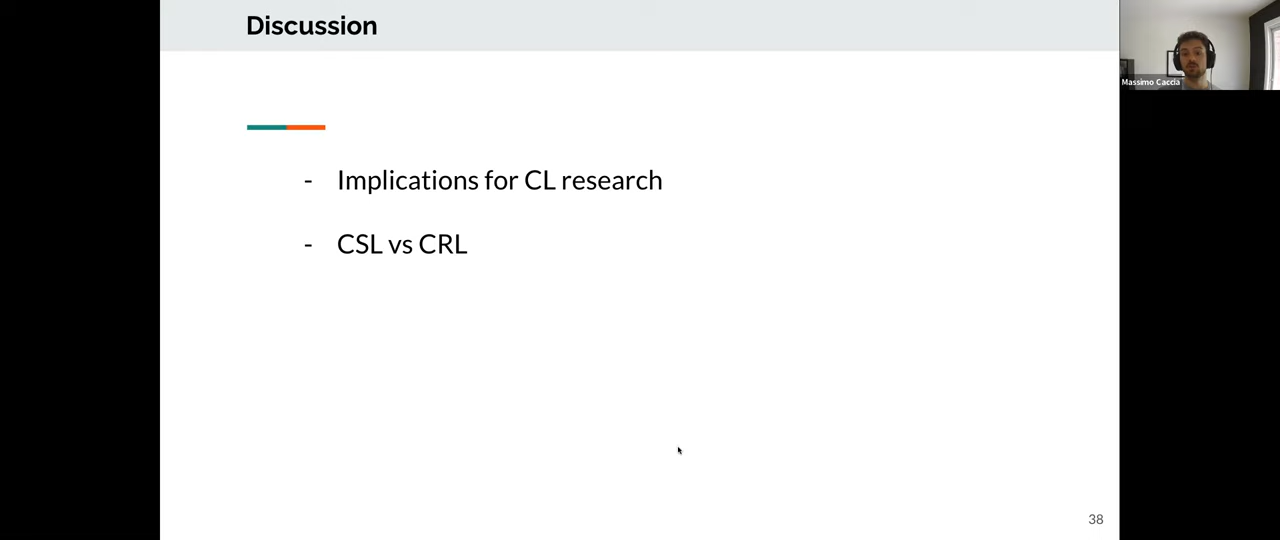 Discussion
Massimo Caccia
- Implications for CL research
- CSL vs CRL
38